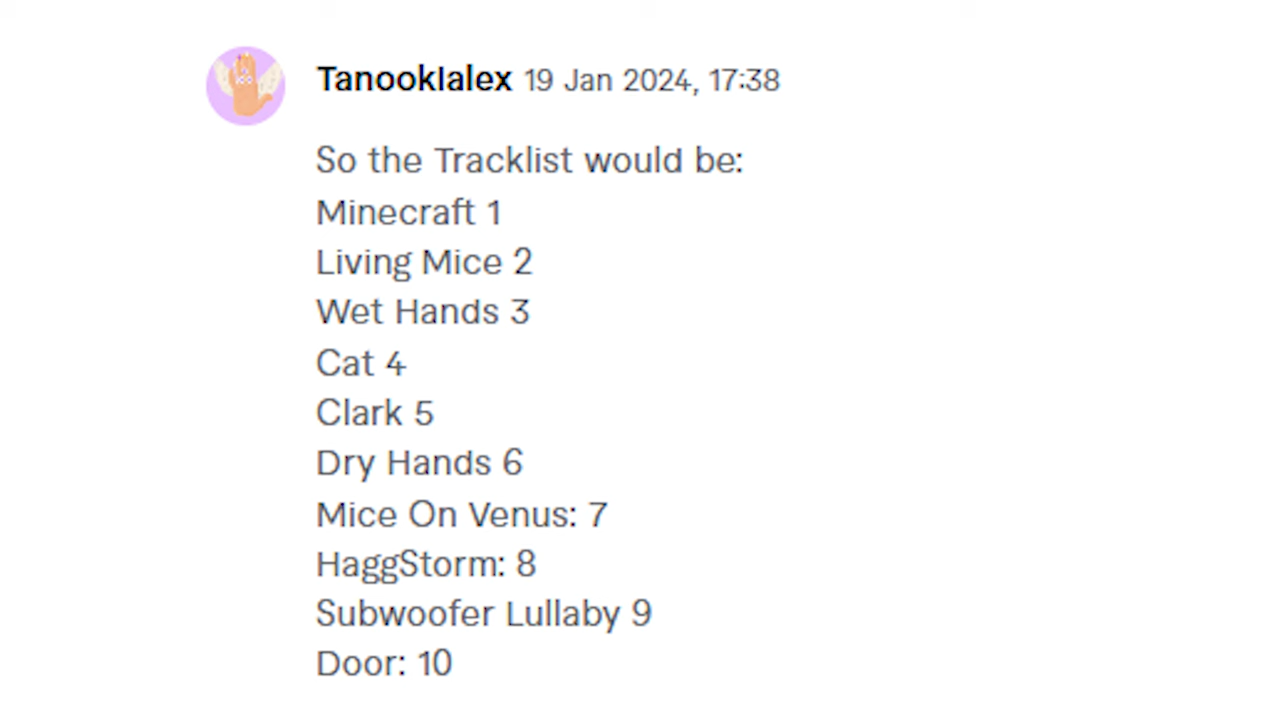 TanookIalex 19 Jan 2024, 17:38
So the Tracklist would be:
Minecraft 1
Living Mice 2
Wet Hands 3
Cat 4
Clark 5
Dry Hands 6
Mice On Venus: 7
HaggStorm: 8
Subwoofer Lullaby 9
Door: 10